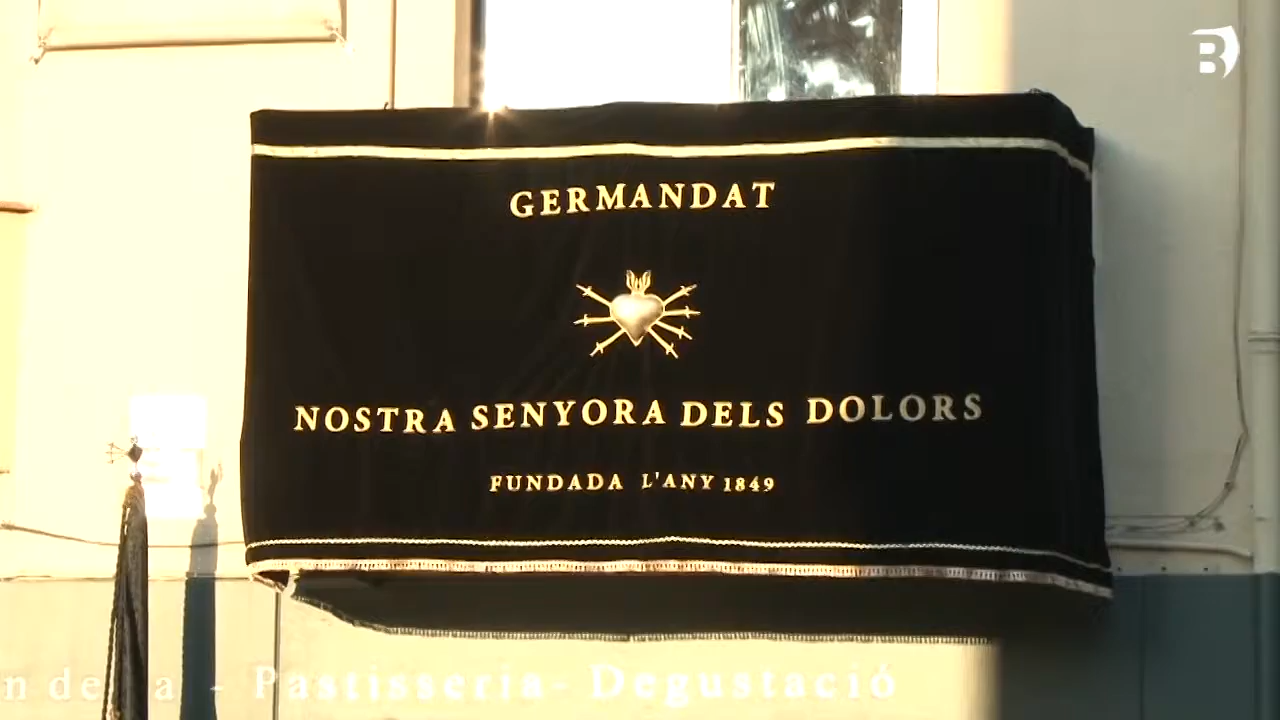 B
GERMANDAT
NOSTRA SENYORA DELS DOLORS
FUNDADA L'ANY 1849
- Pastisseria - Degustació